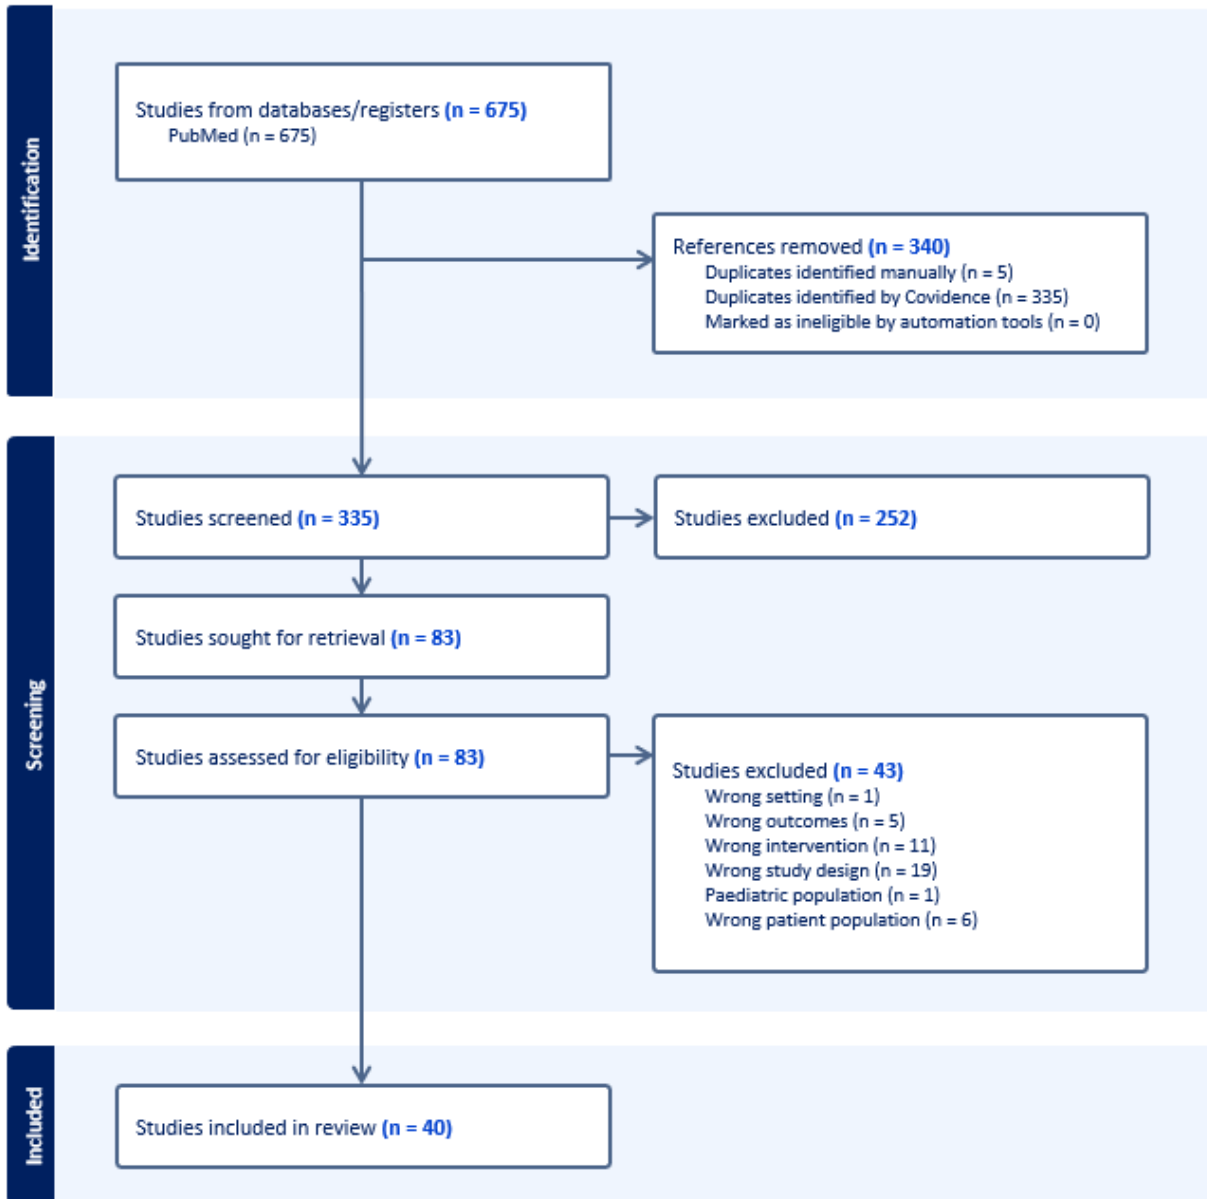 Identification
Studies from databases/registers (n = 675)
PubMed (n = 675)
References removed (n = 340)
Duplicates identified manually (n = 5)
Duplicates identified by Covidence (n = 335)
Marked as ineligible by automation tools (n = 0)
Screening
Studies screened (n = 335)
Studies excluded (n = 252)
Studies sought for retrieval (n = 83)
Studies assessed for eligibility (n = 83)
Studies excluded (n = 43)
Wrong setting (n = 1)
Wrong outcomes (n = 5)
Wrong intervention (n = 11)
Wrong study design (n = 19)
Paediatric population (n = 1)
Wrong patient population (n = 6)
Included
Studies included in review (n = 40)